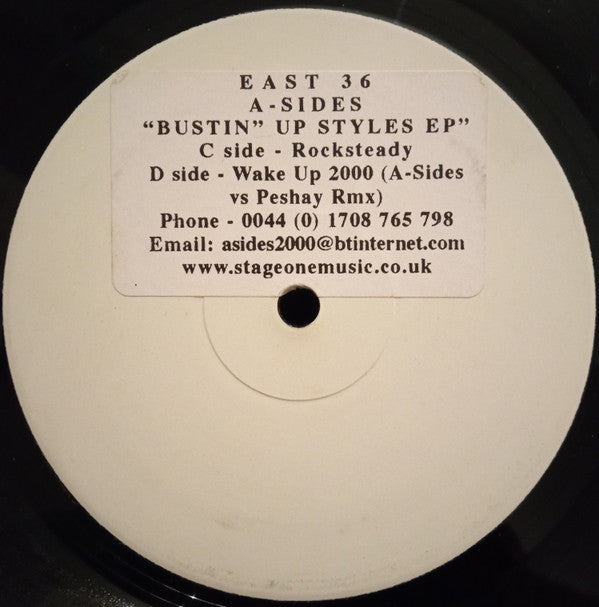 EAST 36
A-SIDES
“BUSTIN” UP STYLES EP”
C side - Rocksteady
D side - Wake Up 2000 (A-Sides
vs Peshay Rmx)
Phone - 0044 (0) 1708 765 798
Email: asides2000@btinternet.com
www.stageonemusic.co.uk